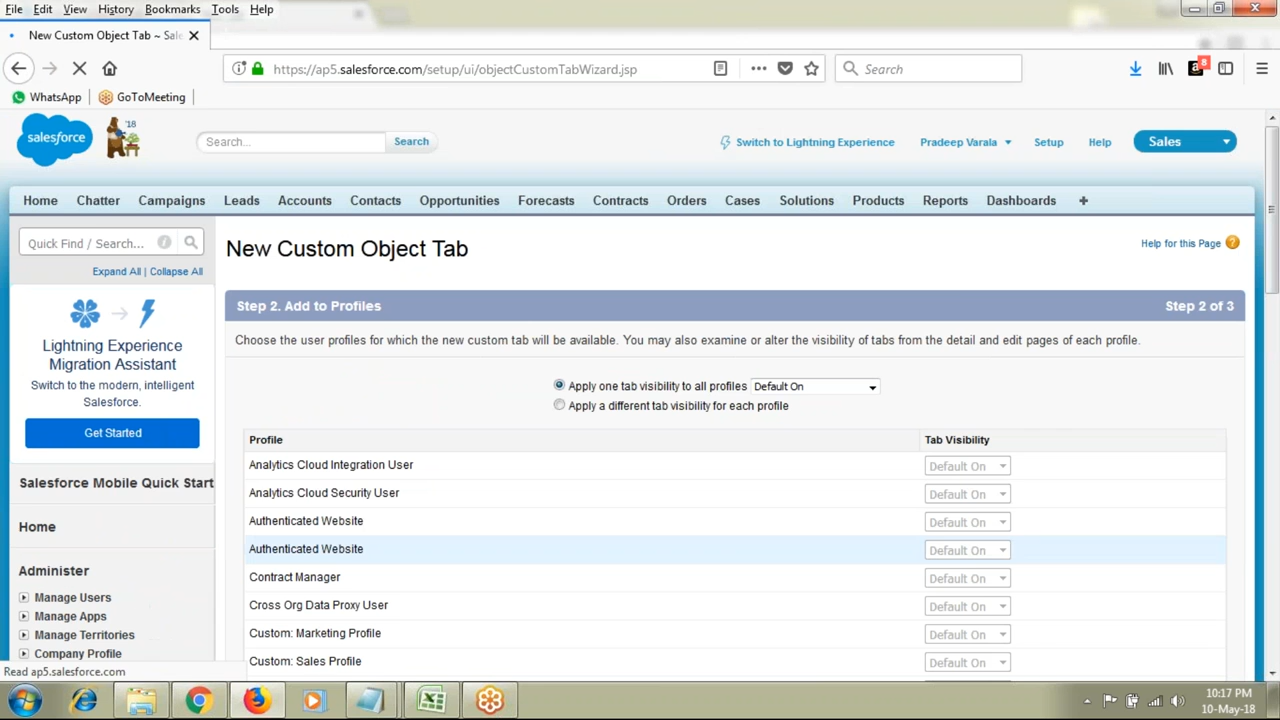 File Edit View History Bookmarks Tools Help
New Custom Object Tab ~ Sale
https://ap5.salesforce.com/setup/ui/objectCustomTabWizard.jsp
Search
8
WhatsApp GoToMeeting
salesforce
'18
Search... Search
Switch to Lightning Experience Pradeep Varala Setup Help Sales
Home Chatter Campaigns Leads Accounts Contacts Opportunities Forecasts Contracts Orders Cases Solutions Products Reports Dashboards +
Quick Find / Search...
Expand All | Collapse All
Lightning Experience
Migration Assistant
Switch to the modern, intelligent
Salesforce.
Get Started
Salesforce Mobile Quick Start
Home
Administer
Manage Users
Manage Apps
Manage Territories
Company Profile
New Custom Object Tab
Help for this Page ?
Step 2. Add to Profiles Step 2 of 3
Choose the user profiles for which the new custom tab will be available. You may also examine or alter the visibility of tabs from the detail and edit pages of each profile.
Apply one tab visibility to all profiles Default On
Apply a different tab visibility for each profile
Profile Tab Visibility
Analytics Cloud Integration User Default On
Analytics Cloud Security User Default On
Authenticated Website Default On
Authenticated Website Default On
Contract Manager Default On
Cross Org Data Proxy User Default On
Custom: Marketing Profile Default On
Custom: Sales Profile Default On
Read ap5.salesforce.com
10:17 PM
10-May-18